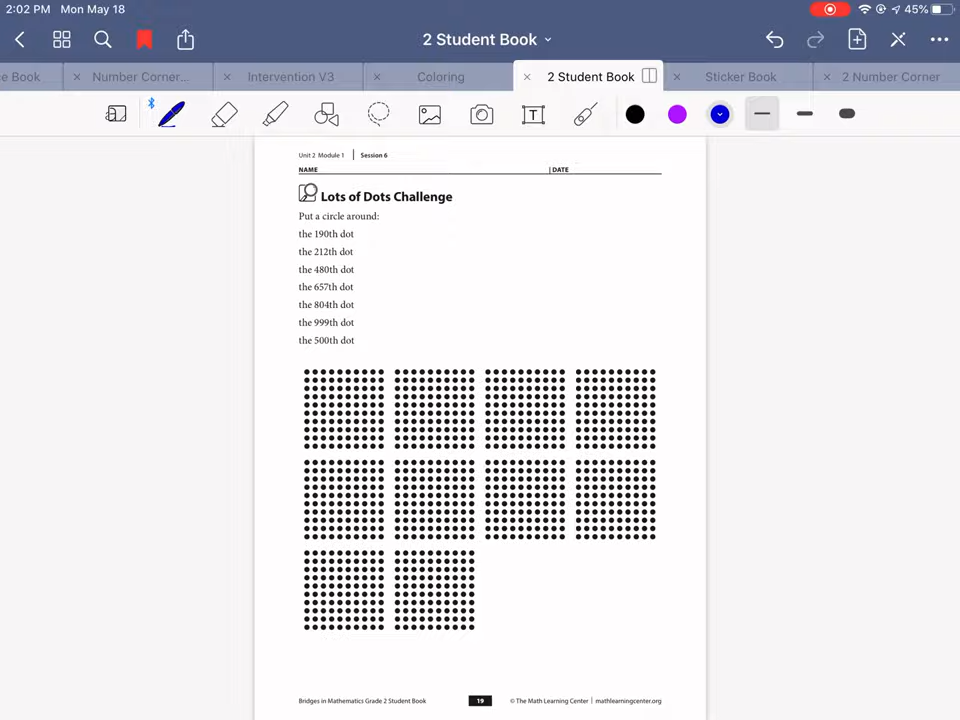 2:02 PM Mon May 18
45%
2 Student Book
ce Book
Number Corner...
Intervention V3
Coloring
2 Student Book
Sticker Book
2 Number Corner
T
Unit 2 Module 1 | Session 6
NAME | DATE
Lots of Dots Challenge
Put a circle around:
the 190th dot
the 212th dot
the 480th dot
the 657th dot
the 804th dot
the 999th dot
the 500th dot
Bridges in Mathematics Grade 2 Student Book
19
© The Math Learning Center | mathlearningcenter.org